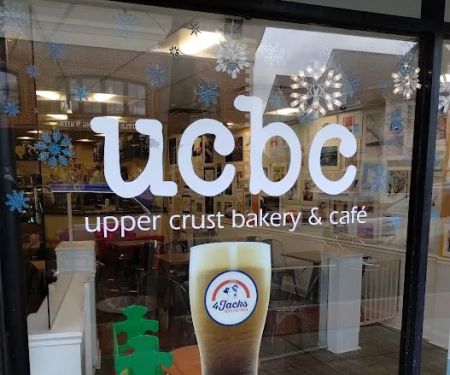 ucbc
upper crust bakery & café
4Jacks